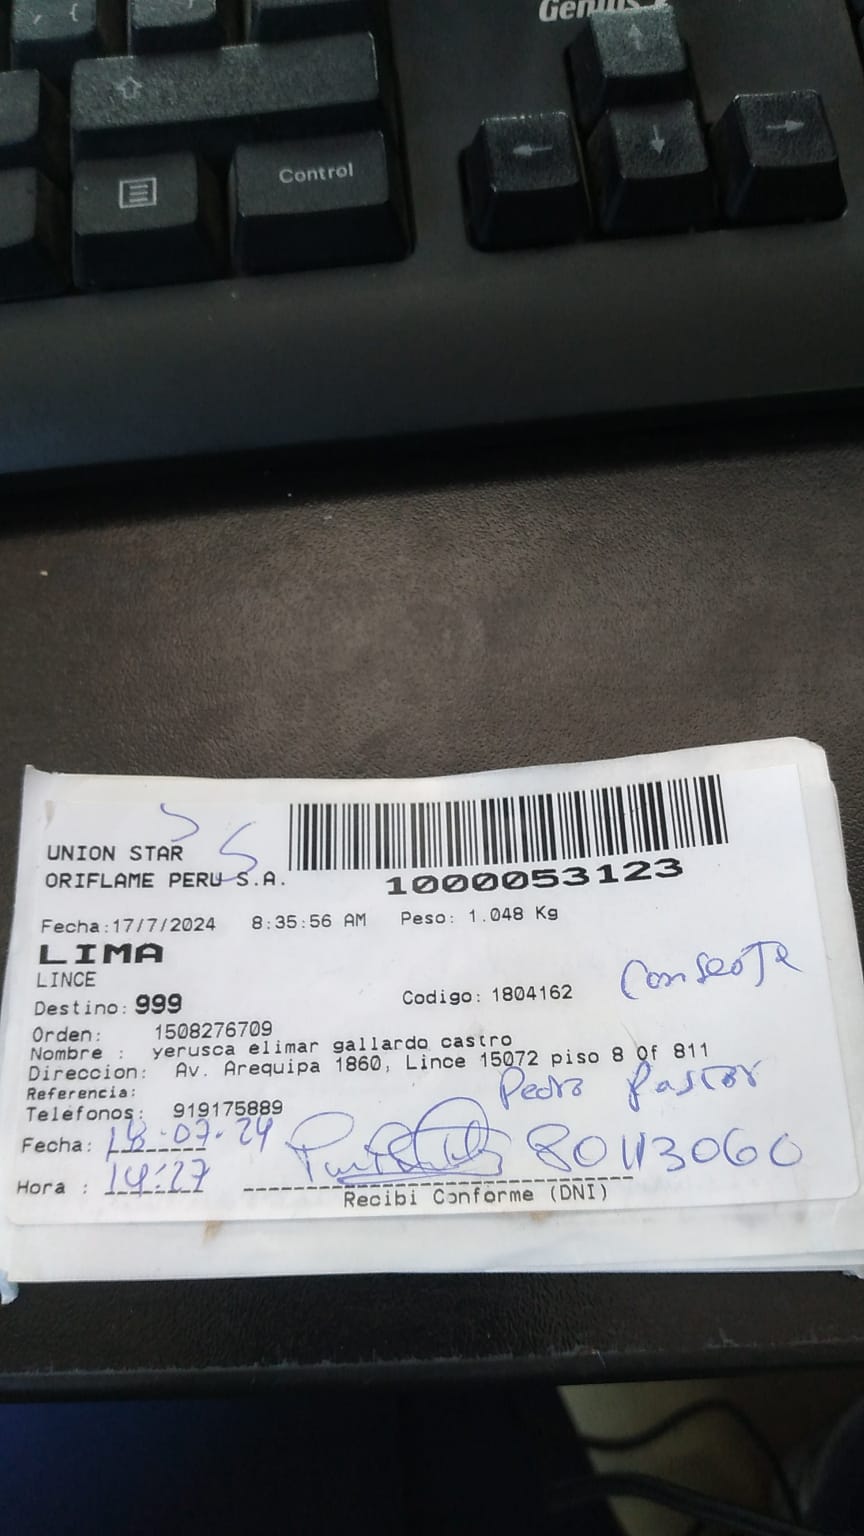 Genius
Control
UNION STAR
ORIFLAME PERU S.A.
1000053123
Fecha:17/7/2024 8:35:56 AM Peso: 1.048 Kg
LIMA
LINCE
Destino: 999 Codigo: 1804162
Orden: 1508276709
Nombre : yerusca elimar gallardo castro
Direccion: Av. Arequipa 1860, Lince 15072 piso 8 Of 811
Referencia:
Pedro Pastor
Telefonos: 919175889
Fecha: 18-07-24
Hora : 14:27
Recibi Conforme (DNI)